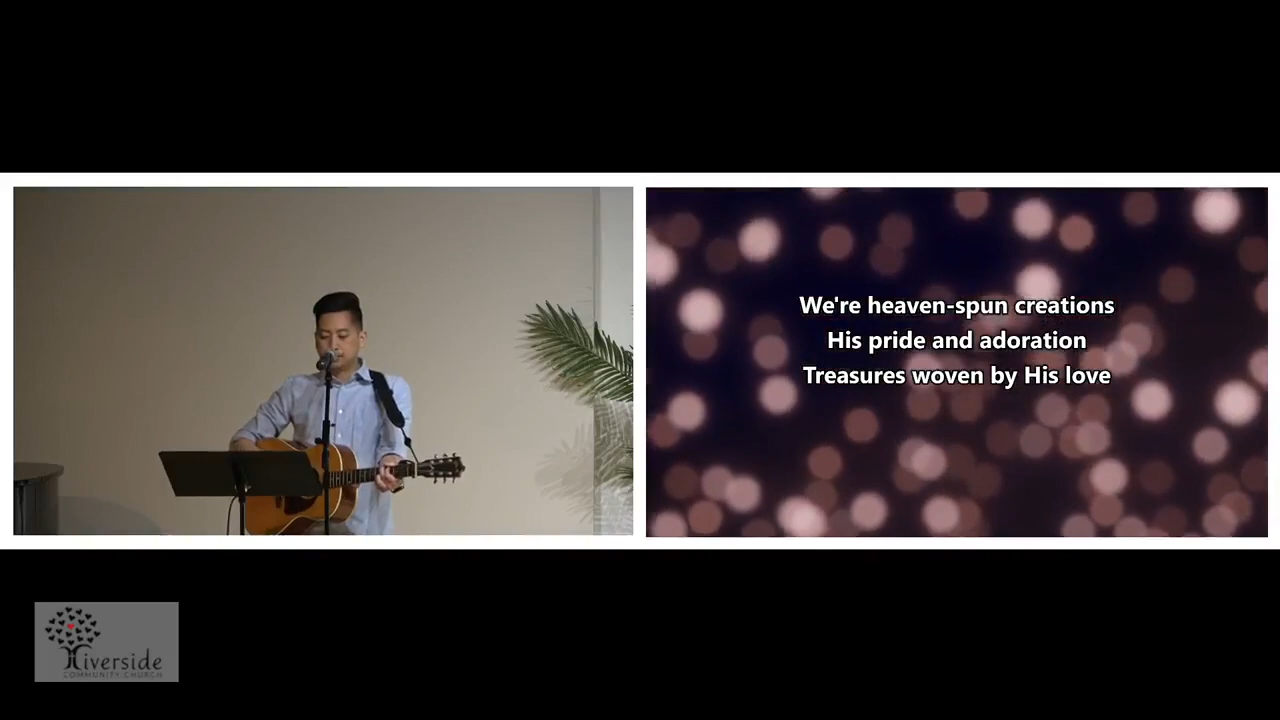 We're heaven-spun creations
His pride and adoration
Treasures woven by His love
Riverside
COMMUNITY CHURCH